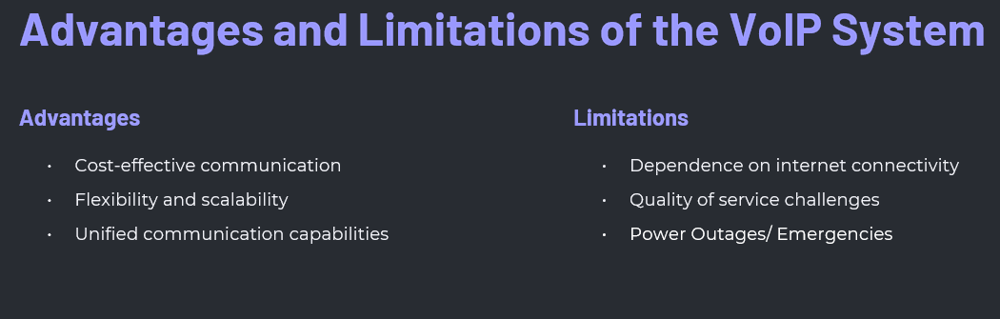 Advantages and Limitations of the VoIP System
Advantages
• Cost-effective communication
• Flexibility and scalability
• Unified communication capabilities
Limitations
• Dependence on internet connectivity
• Quality of service challenges
• Power Outages/ Emergencies